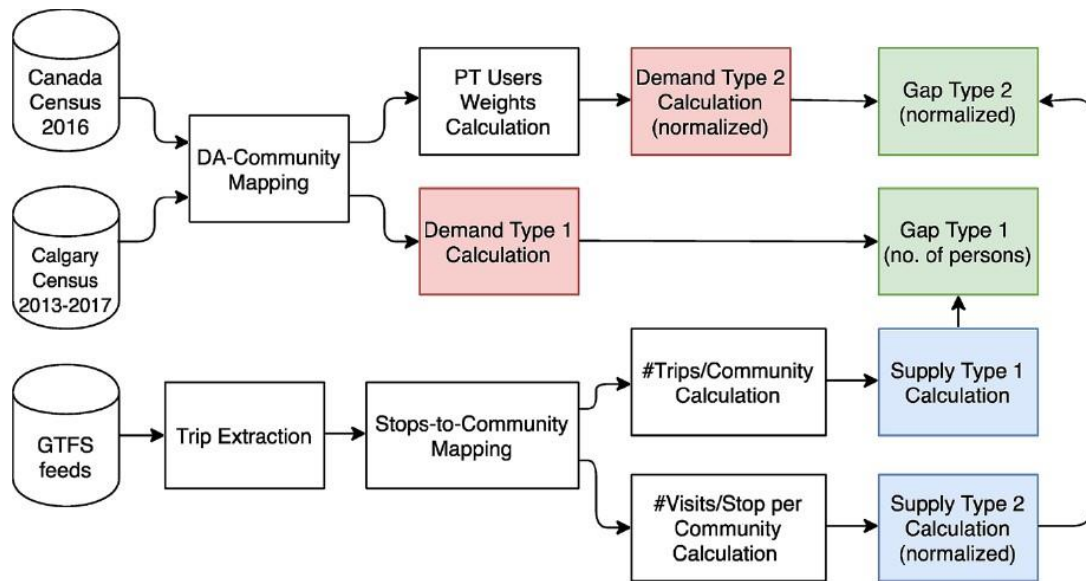 Canada
Census
2016
PT Users
Weights
Calculation
Demand Type 2
Calculation
(normalized)
Gap Type 2
(normalized)
DA-Community
Mapping
Calgary
Census
2013-2017
Demand Type 1
Calculation
Gap Type 1
(no. of persons)
GTFS
feeds
Trip Extraction
Stops-to-Community
Mapping
#Trips/Community
Calculation
Supply Type 1
Calculation
#Visits/Stop per
Community
Calculation
Supply Type 2
Calculation
(normalized)